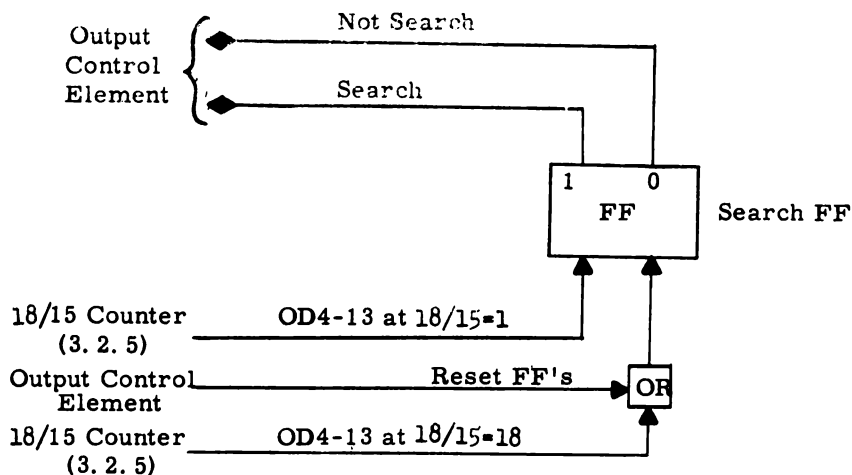 Not Search
Output
Control
Element
Search
1 0
FF
Search FF
18/15 Counter
(3. 2. 5)
OD4-13 at 18/15=1
Output Control
Element
Reset FF's
OR
18/15 Counter
(3. 2. 5)
OD4-13 at 18/15=18